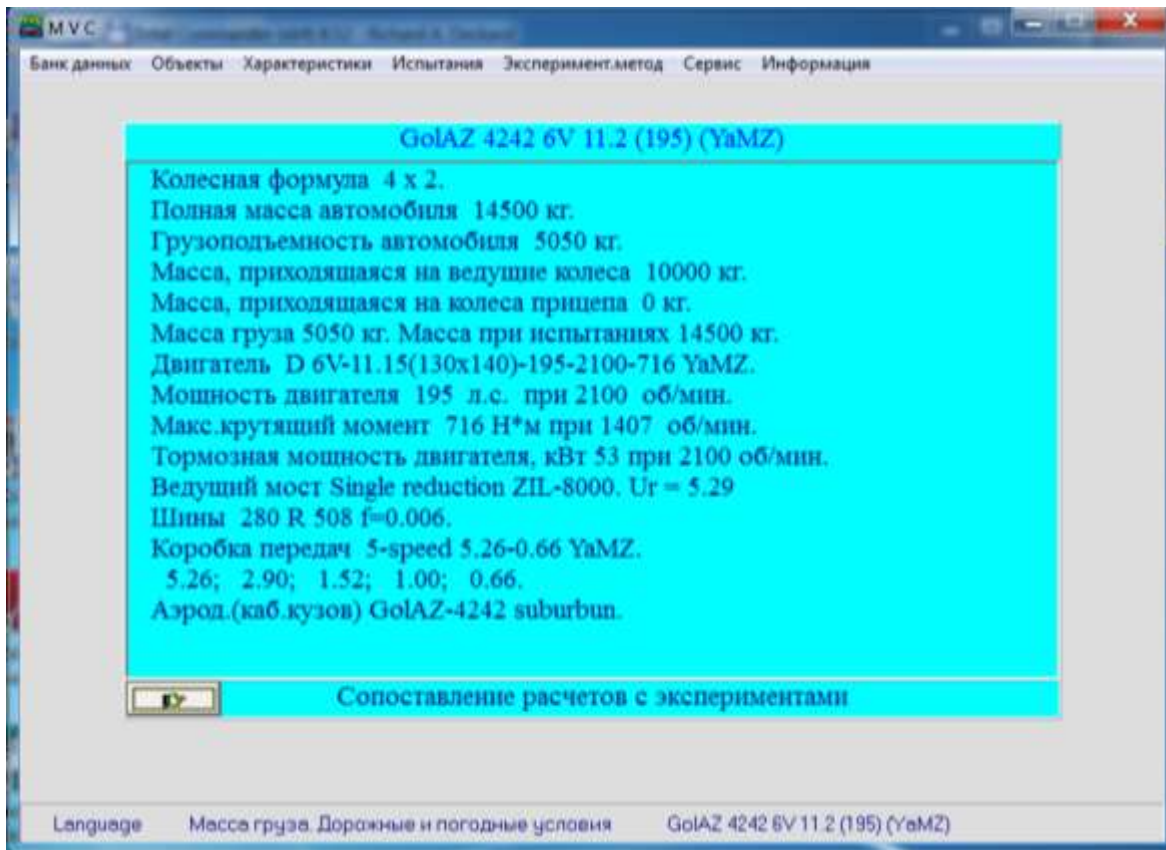 M V C
Банк данных Объекты Характеристики Испытания Эксперимент.метод Сервис Информация
GolAZ 4242 6V 11.2 (195) (YaMZ)
Колесная формула 4 x 2.
Полная масса автомобиля 14500 кг.
Грузоподъемность автомобиля 5050 кг.
Масса, приходящаяся на ведущие колеса 10000 кг.
Масса, приходящаяся на колеса прицепа 0 кг.
Масса груза 5050 кг. Масса при испытаниях 14500 кг.
Двигатель D 6V-11.15(130x140)-195-2100-716 YaMZ.
Мощность двигателя 195 л.с. при 2100 об/мин.
Макс.крутящий момент 716 Н*м при 1407 об/мин.
Тормозная мощность двигателя, кВт 53 при 2100 об/мин.
Ведущий мост Single reduction ZIL-8000. Ur = 5.29
Шины 280 R 508 f=0.006.
Коробка передач 5-speed 5.26-0.66 YaMZ.
5.26; 2.90; 1.52; 1.00; 0.66.
Аэрод.(каб.кузов) GolAZ-4242 suburbun.
Сопоставление расчетов с экспериментами
Language Масса груза. Дорожные и погодные условия GolAZ 4242 6V 11.2 (195) (YaMZ)